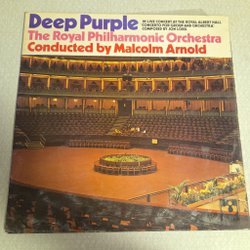 Deep Purple
IN LIVE CONCERT AT THE ROYAL ALBERT HALL
CONCERTO FOR GROUP AND ORCHESTRA
COMPOSED BY JON LORD
The Royal Philharmonic Orchestra
Conducted by Malcolm Arnold